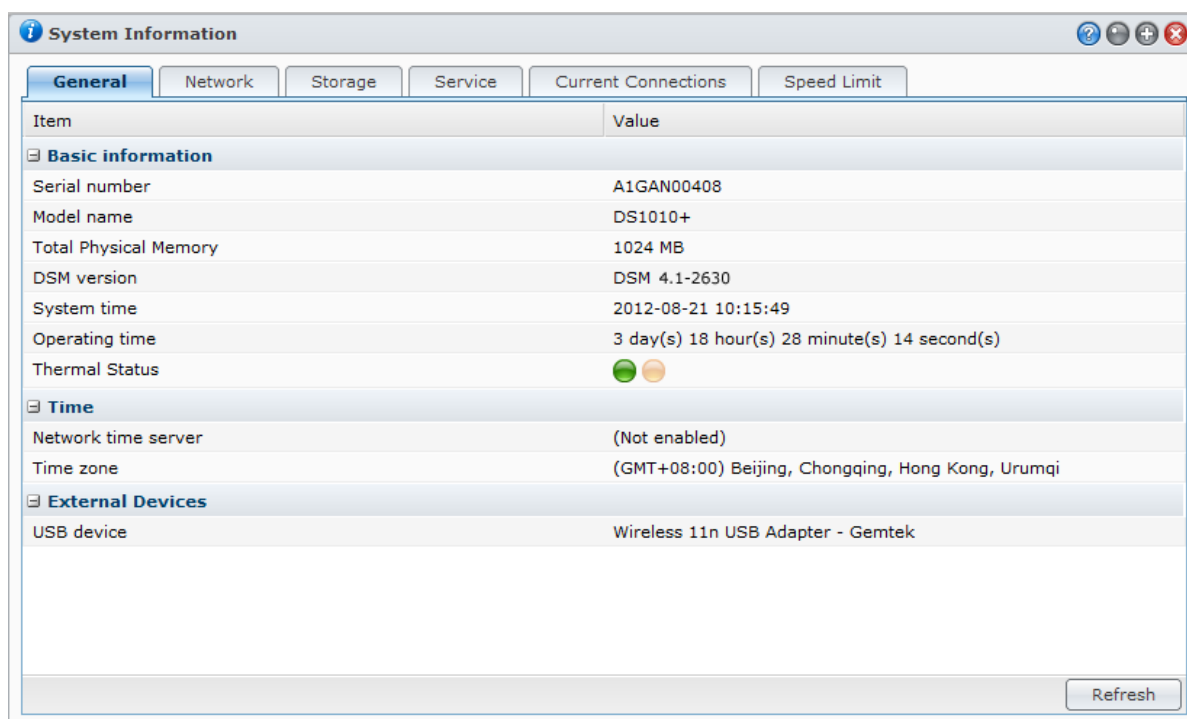 System Information
General Network Storage Service Current Connections Speed Limit
Item Value
Basic information
Serial number A1GAN00408
Model name DS1010+
Total Physical Memory 1024 MB
DSM version DSM 4.1-2630
System time 2012-08-21 10:15:49
Operating time 3 day(s) 18 hour(s) 28 minute(s) 14 second(s)
Thermal Status
Time
Network time server (Not enabled)
Time zone (GMT+08:00) Beijing, Chongqing, Hong Kong, Urumqi
External Devices
USB device Wireless 11n USB Adapter - Gemtek
Refresh